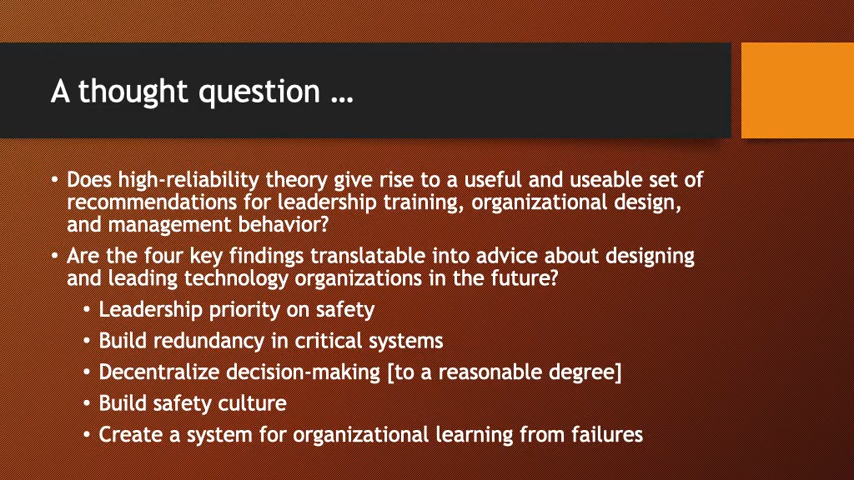 A thought question …
• Does high-reliability theory give rise to a useful and useable set of
recommendations for leadership training, organizational design,
and management behavior?
• Are the four key findings translatable into advice about designing
and leading technology organizations in the future?
• Leadership priority on safety
• Build redundancy in critical systems
• Decentralize decision-making [to a reasonable degree]
• Build safety culture
• Create a system for organizational learning from failures